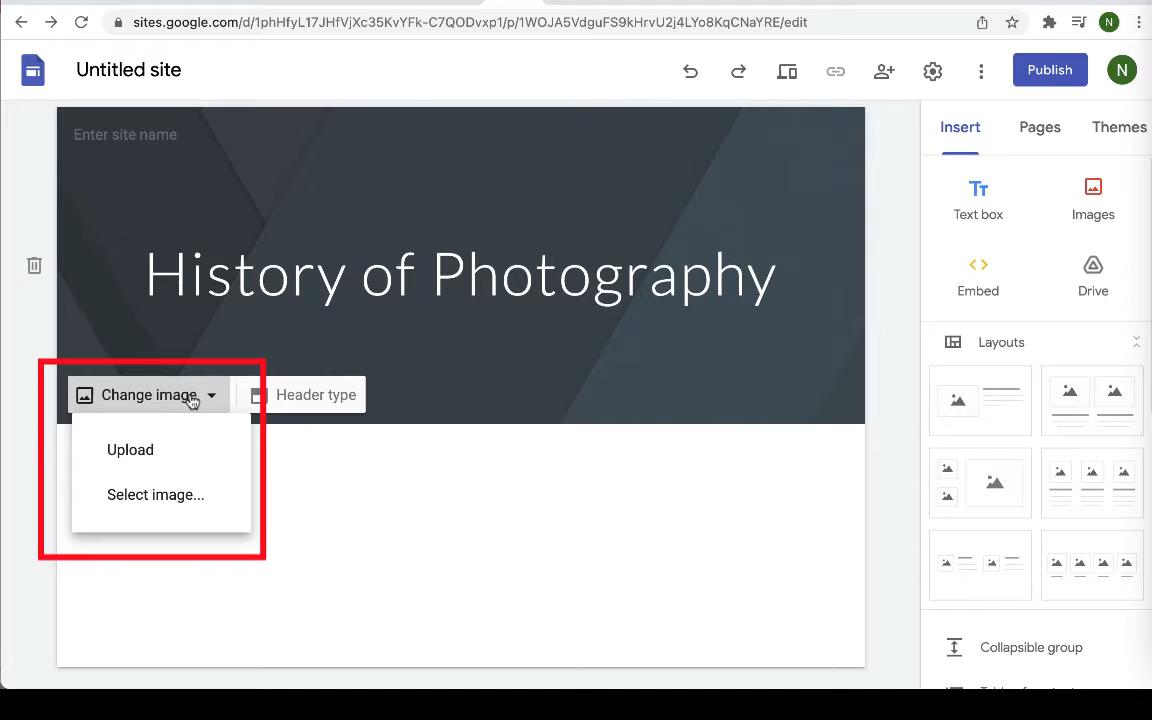 sites.google.com/d/1phHfyL17JHfVjXc35KvYFk-C7QODvxp1/p/1WOJA5VdguFS9kHrvU2j4LYo8KqCNaYRE/edit
N
Untitled site
Publish
N
Enter site name
Insert
Pages
Themes
Text box
Images
History of Photography
Embed
Drive
Layouts
Change image
Header type
Upload
Select image...
Collapsible group